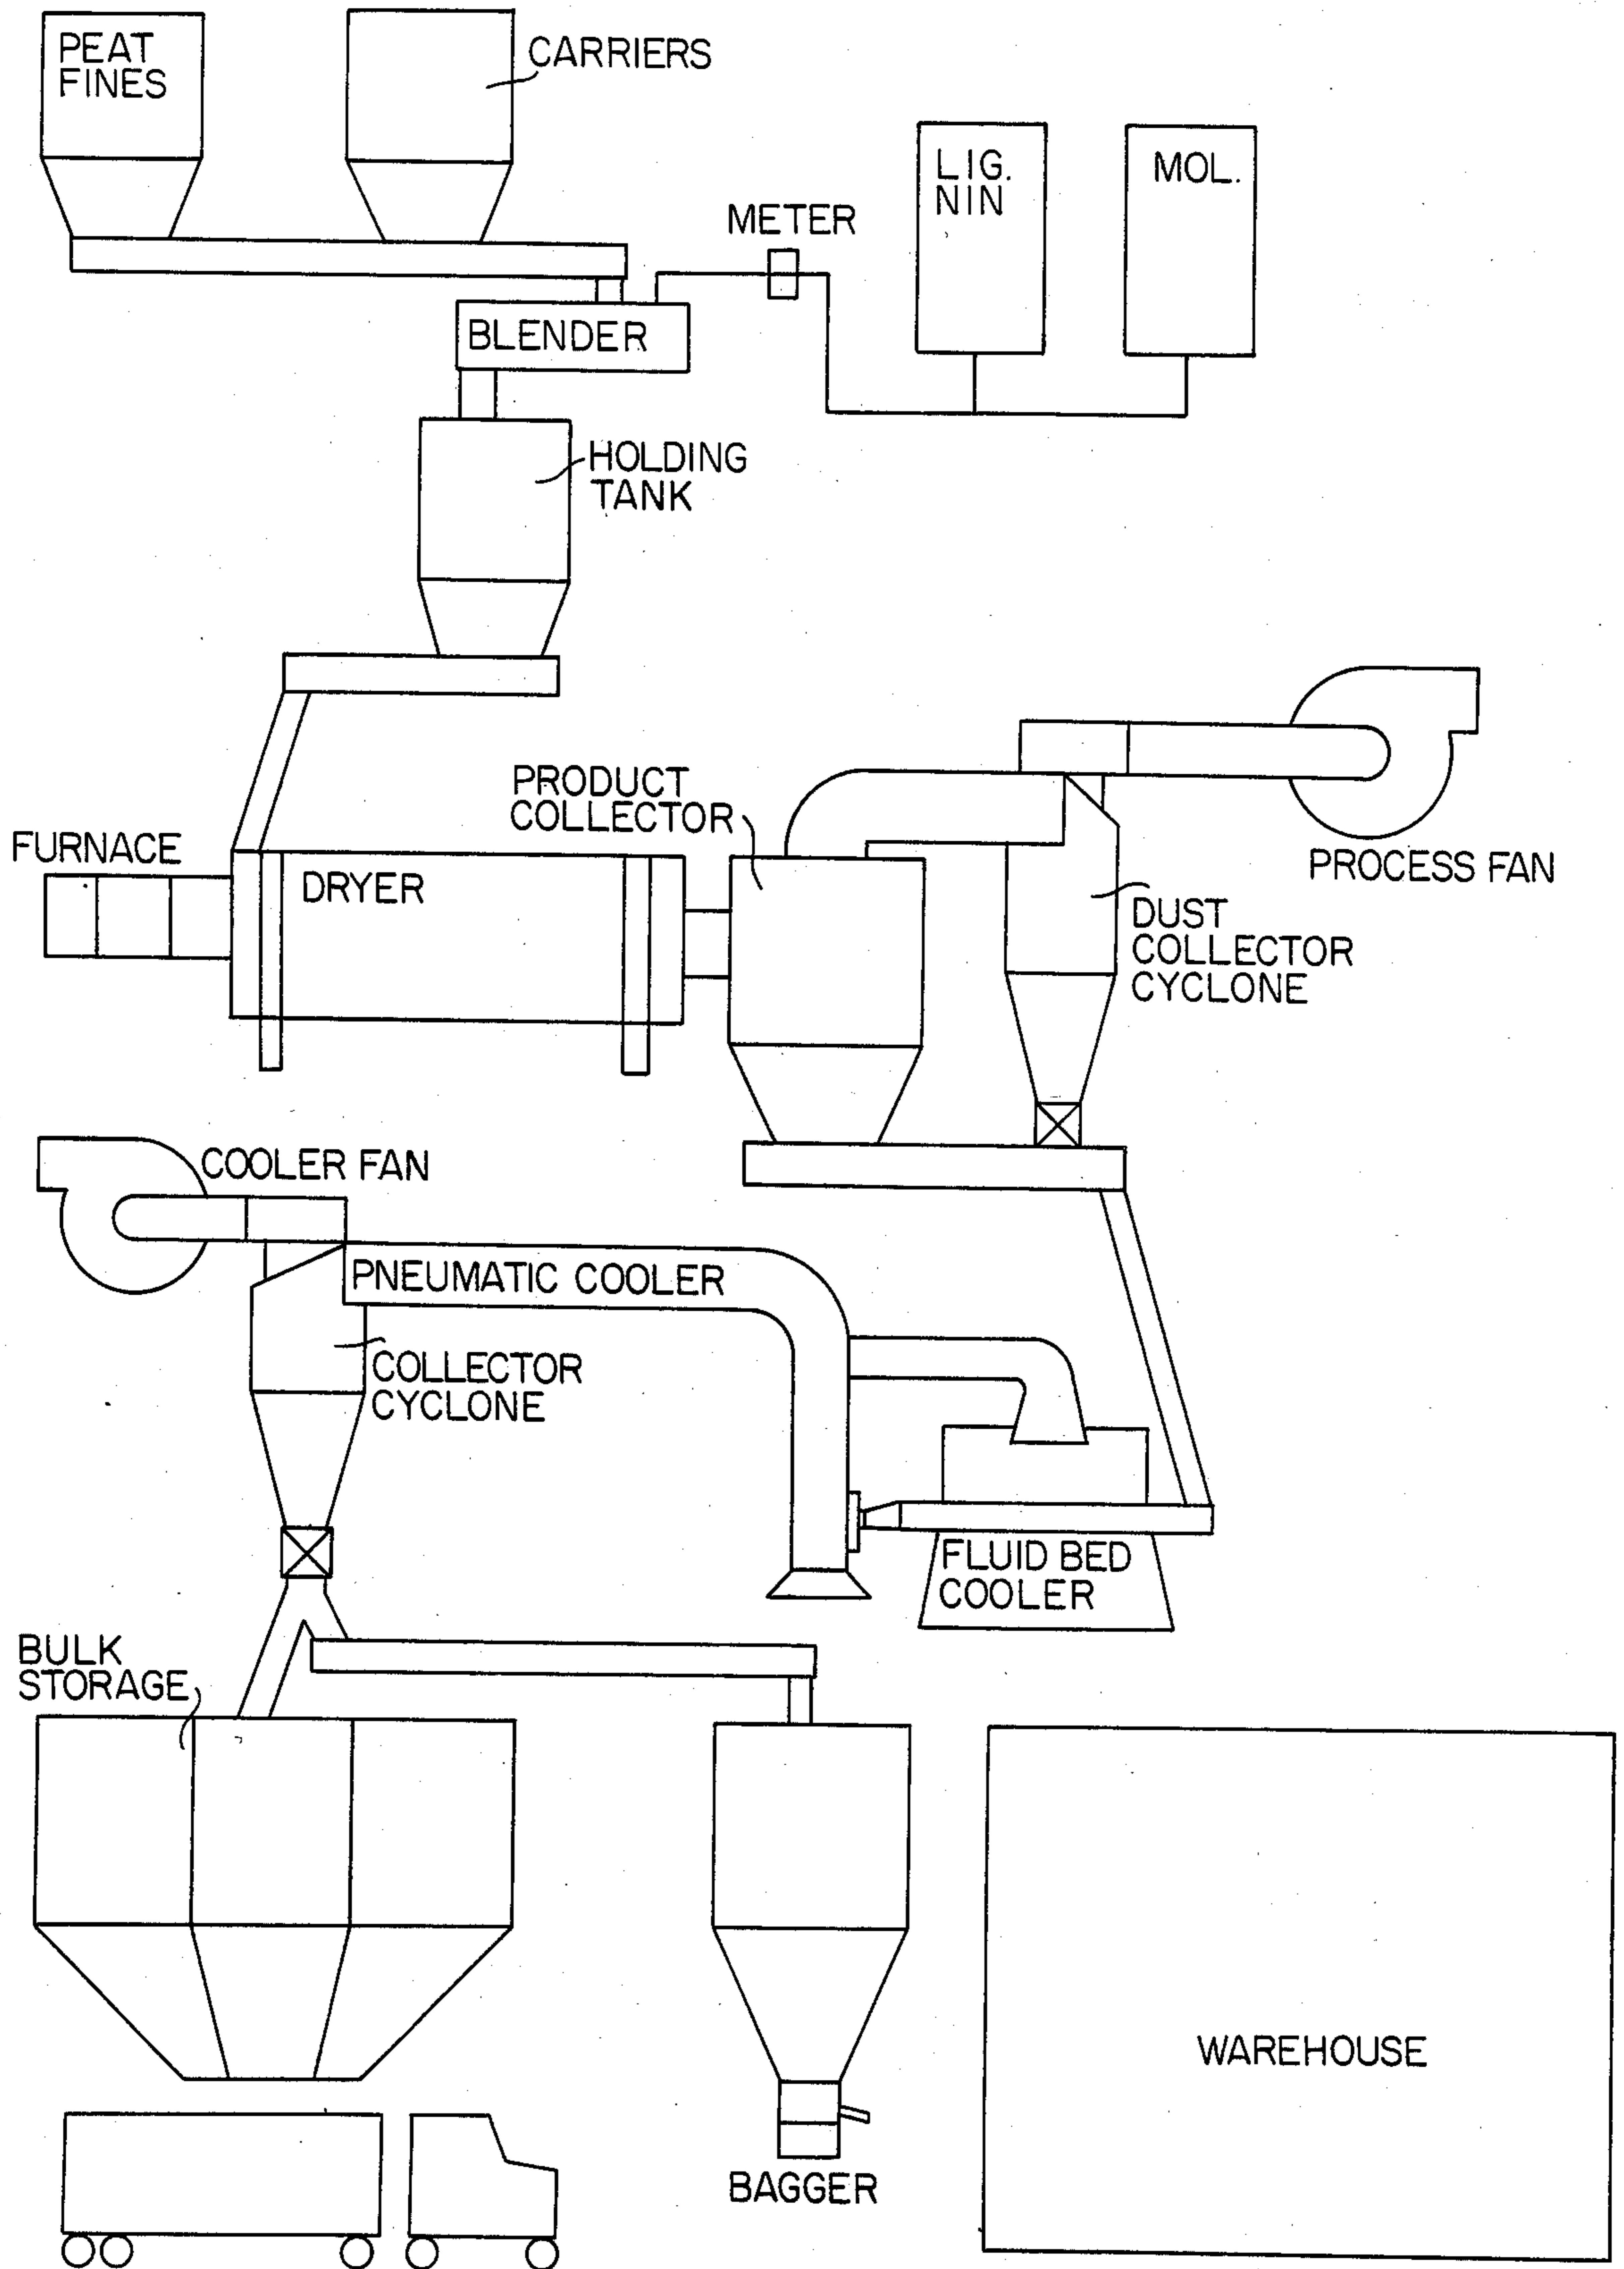 PEAT
FINES
CARRIERS
LIG.
NIN
MOL.
METER
BLENDER
HOLDING
TANK
PRODUCT
COLLECTOR
FURNACE
DRYER
PROCESS FAN
DUST
COLLECTOR
CYCLONE
COOLER FAN
PNEUMATIC COOLER
COLLECTOR
CYCLONE
FLUID BED
COOLER
BULK
STORAGE
WAREHOUSE
BAGGER